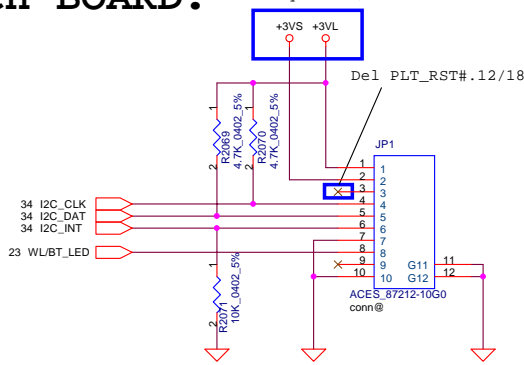 BOARD.
+3VS +3VL
Del PLT_RST#.12/18
1
2
R2069
4.7K_0402_5%
1
2
R2070
4.7K_0402_5%
JP1
34 I2C_CLK
34 I2C_DAT
34 I2C_INT
23 WL/BT_LED
1 1
2 2
3 3
4 4
5 5
6 6
7 7
8 8
9 9
10 10
G11 11
G12 12
1
2
R2071
10K_0402_5%
ACES_87212-10G0
conn@